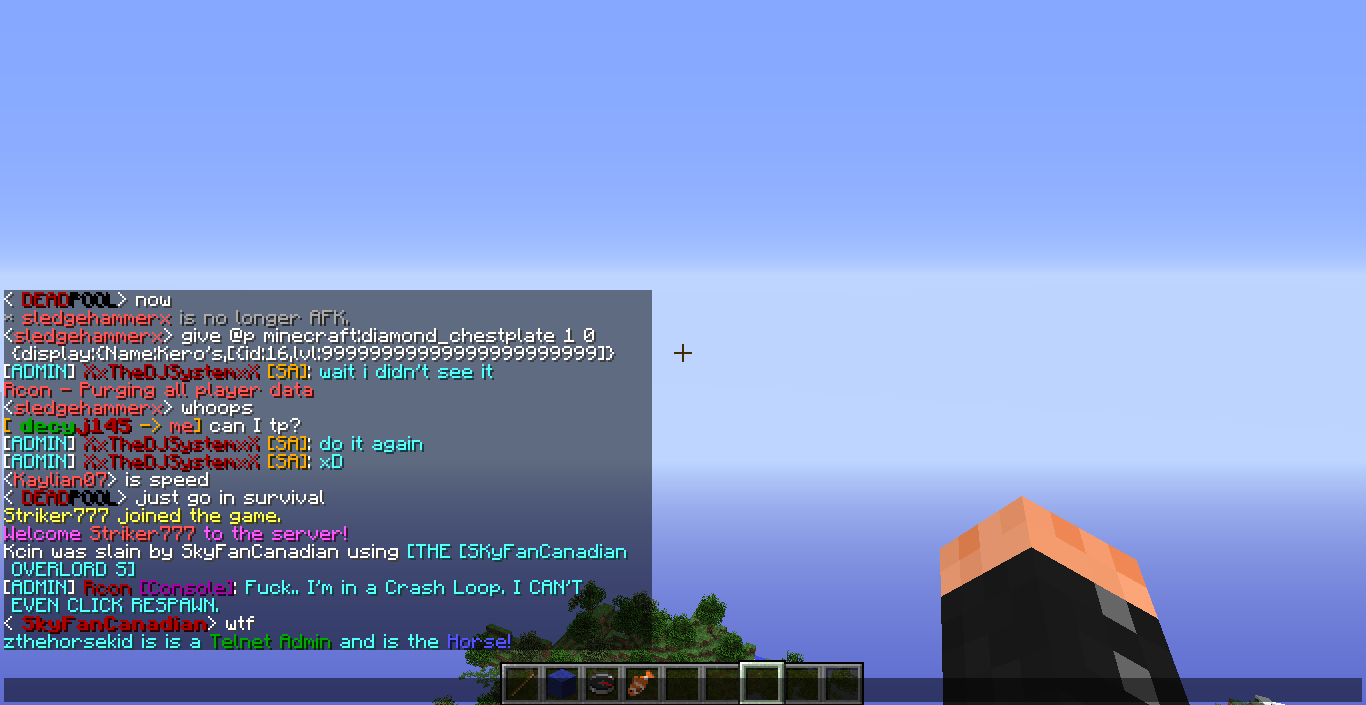 < DEADPOOL> now
* sledgehammerx is no longer AFK.
<sledgehammerx> give @p minecraft:diamond_chestplate 1 0
{display:{Name:Kero's,[{id:16,lvl:9999999999999999999999999]}
[ADMIN] XxTheDJSystemxX [SA]: wait i didn't see it
Rcon - Purging all player data
<sledgehammerx> whoops
[ decyj145 -> me] can I tp?
[ADMIN] XxTheDJSystemxX [SA]: do it again
[ADMIN] XxTheDJSystemxX [SA]: xD
<Kaylian07> is speed
< DEADPOOL> just go in survival
Striker777 joined the game.
Welcome Striker777 to the server!
Kcin was slain by SkyFanCanadian using [THE [SKyFanCanadian
OVERLORD S]
[ADMIN] Rcon [Console]: Fuck.. I'm in a Crash Loop. I CAN'T
EVEN CLICK RESPAWN.
< SkyFanCanadian> wtf
zthehorsekid is is a Telnet Admin and is the Horse!